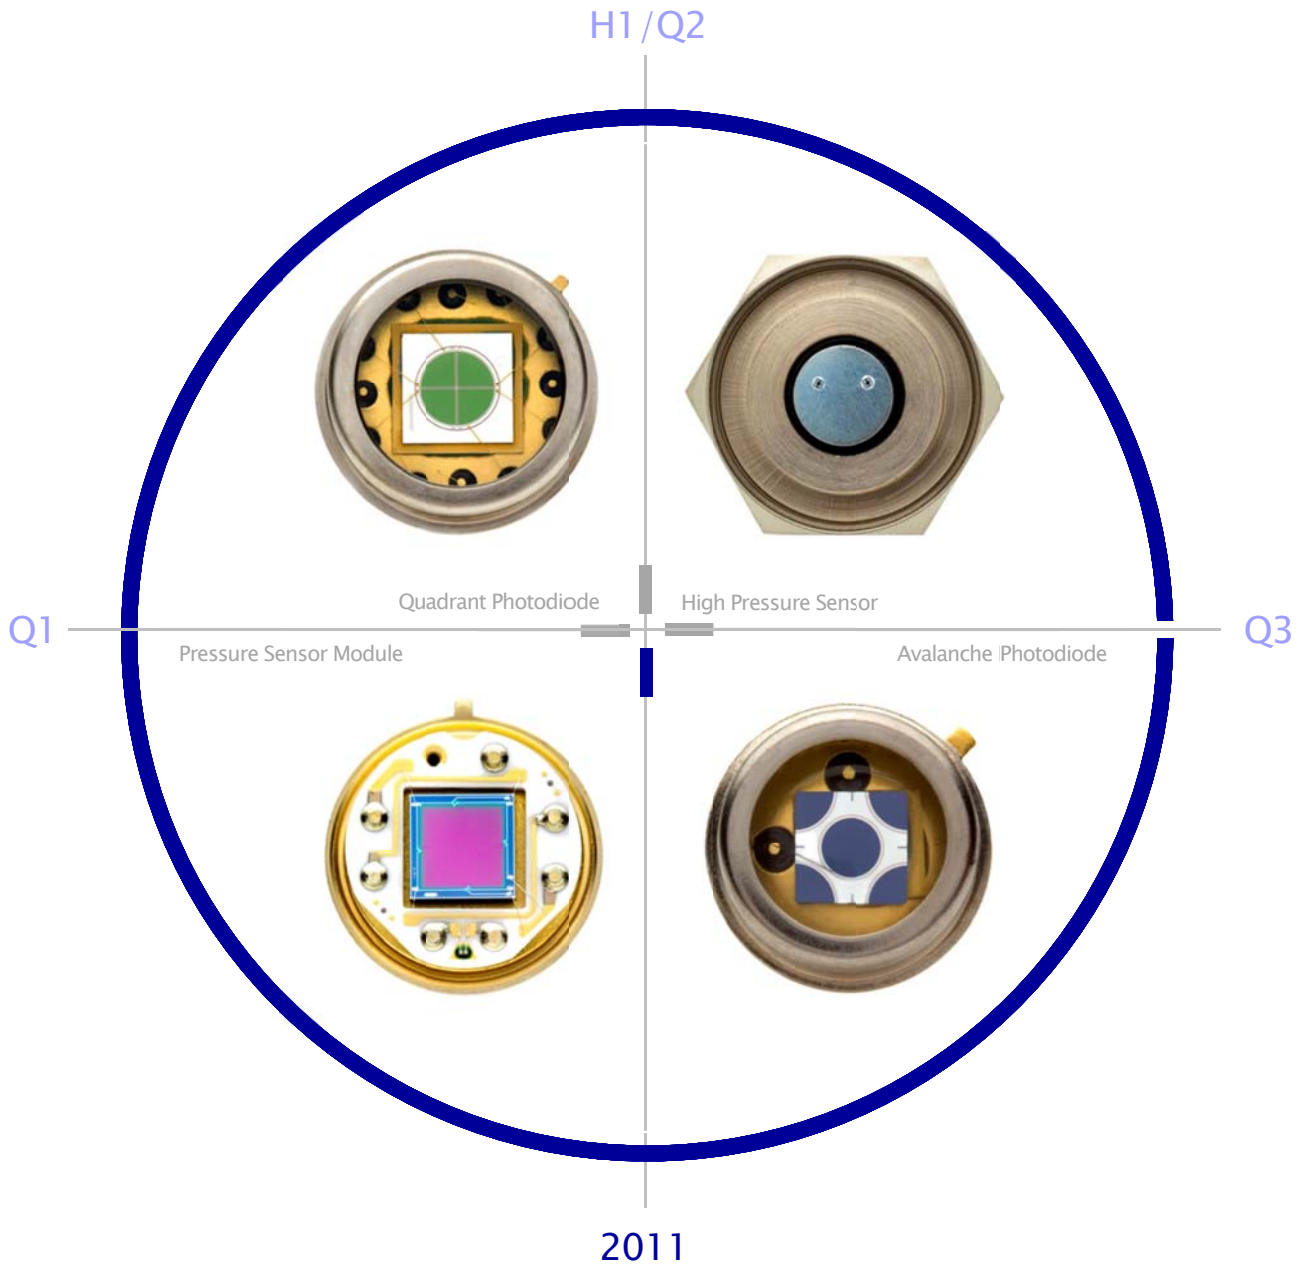 H1/Q2
Quadrant Photodiode
High Pressure Sensor
Q1
Q3
Pressure Sensor Module
Avalanche Photodiode
2011